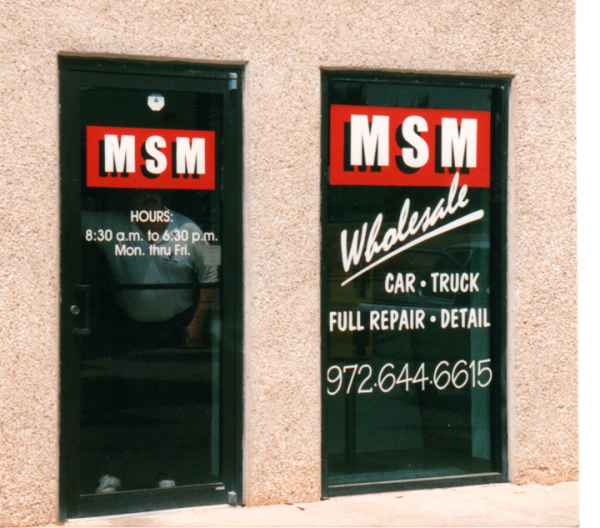 MSM
HOURS:
8:30 a.m. to 6:30 p.m.
Mon. thru Fri.
MSM
Wholesale
CAR • TRUCK
FULL REPAIR • DETAIL
972•644•6615